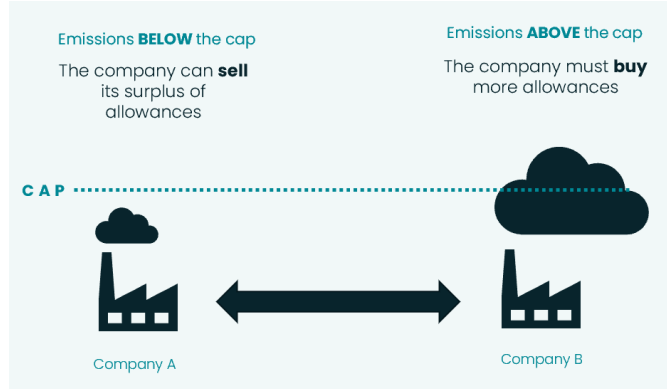 Emissions BELOW the cap
The company can sell
its surplus of
allowances
Emissions ABOVE the cap
The company must buy
more allowances
CAP
Company A
Company B